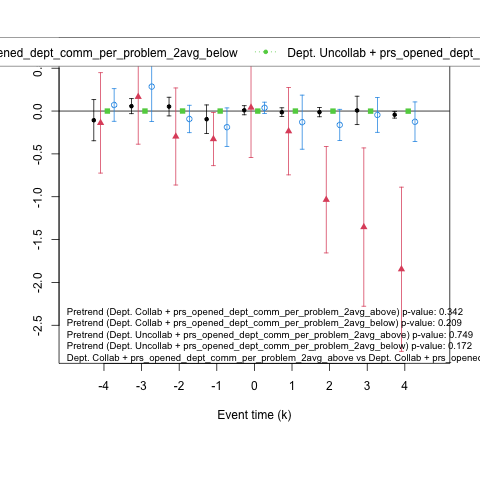 ened_dept_comm_per_problem_2avg_below Dept. Uncollab + prs_opened_dept_
0.
0.0
-0.5
-1.0
-1.5
-2.0
-2.5
Pretrend (Dept. Collab + prs_opened_dept_comm_per_problem_2avg_above) p-value: 0.342
Pretrend (Dept. Collab + prs_opened_dept_comm_per_problem_2avg_below) p-value: 0.209
Pretrend (Dept. Uncollab + prs_opened_dept_comm_per_problem_2avg_above) p-value: 0.749
Pretrend (Dept. Uncollab + prs_opened_dept_comm_per_problem_2avg_below) p-value: 0.172
Dept. Collab + prs_opened_dept_comm_per_problem_2avg_above vs Dept. Collab + prs_opene
-4 -3 -2 -1 0 1 2 3 4
Event time (k)